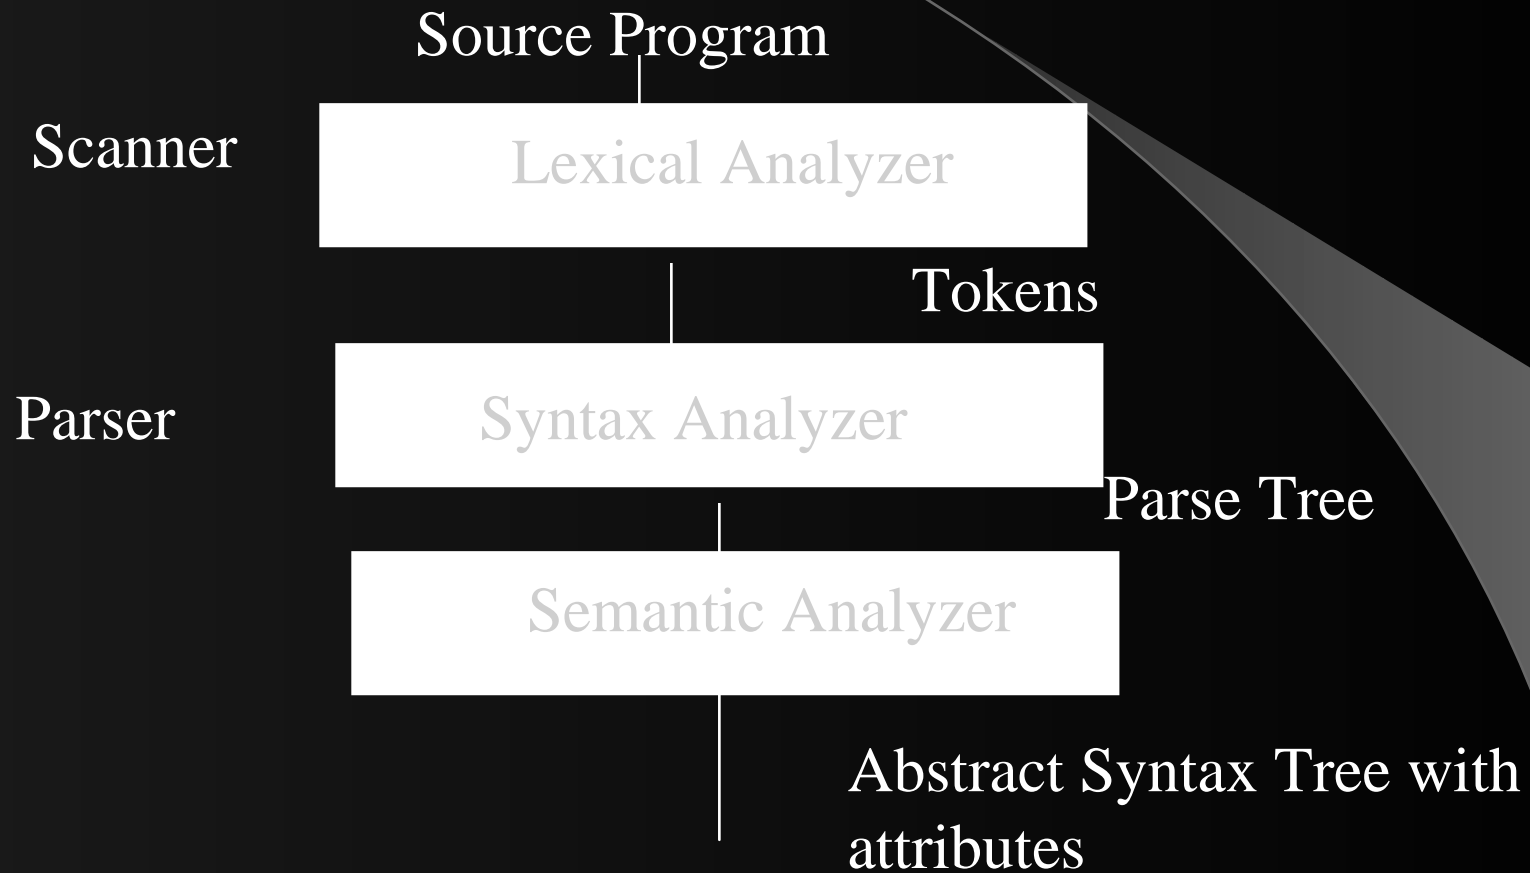 Source Program
Scanner
Lexical Analyzer
Tokens
Parser
Syntax Analyzer
Parse Tree
Semantic Analyzer
Abstract Syntax Tree with
attributes